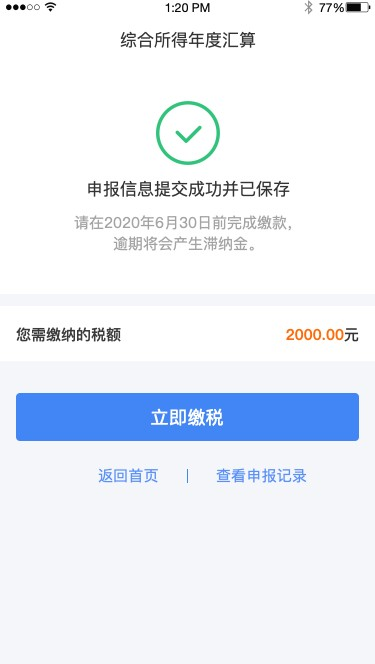 1:20 PM
77%
综合所得年度汇算
申报信息提交成功并已保存
请在2020年6月30日前完成缴款，
逾期将会产生滞纳金。
您需缴纳的税额 2000.00元
立即缴税
返回首页 | 查看申报记录